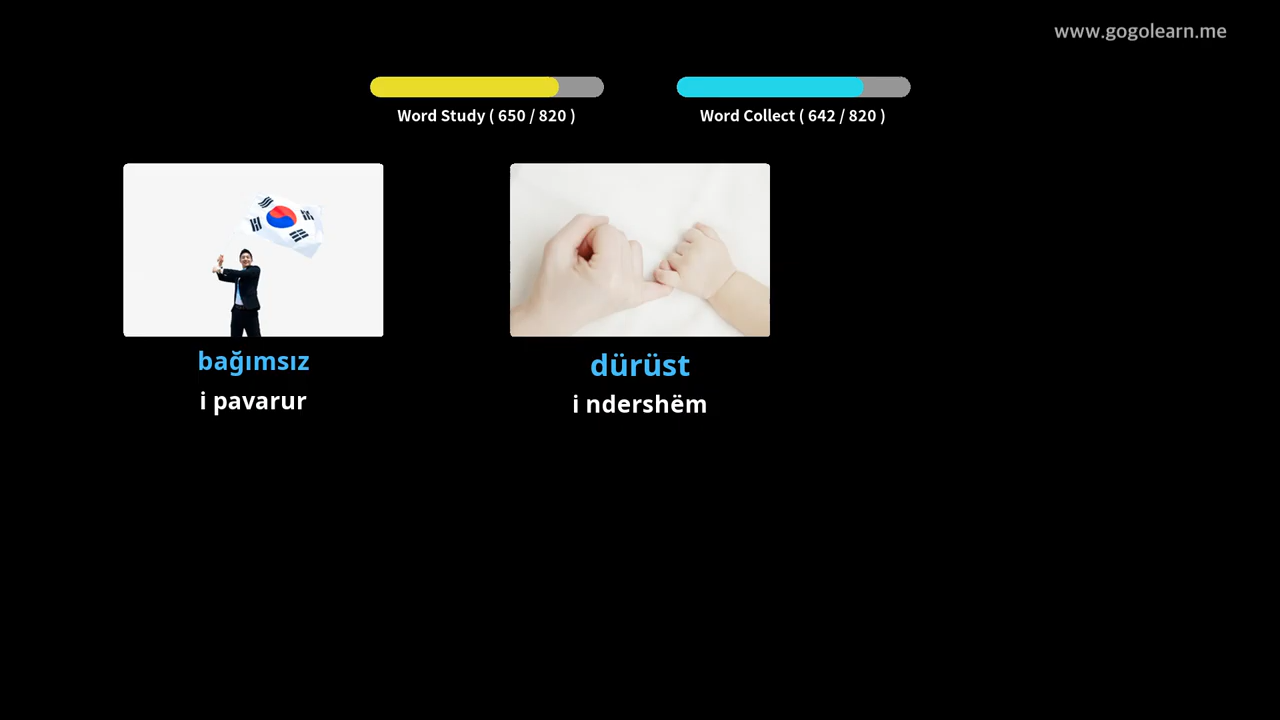 www.gogolearn.me
Word Study ( 650 / 820 )
Word Collect ( 642 / 820 )
bağımsız
i pavarur
dürüst
i ndershëm